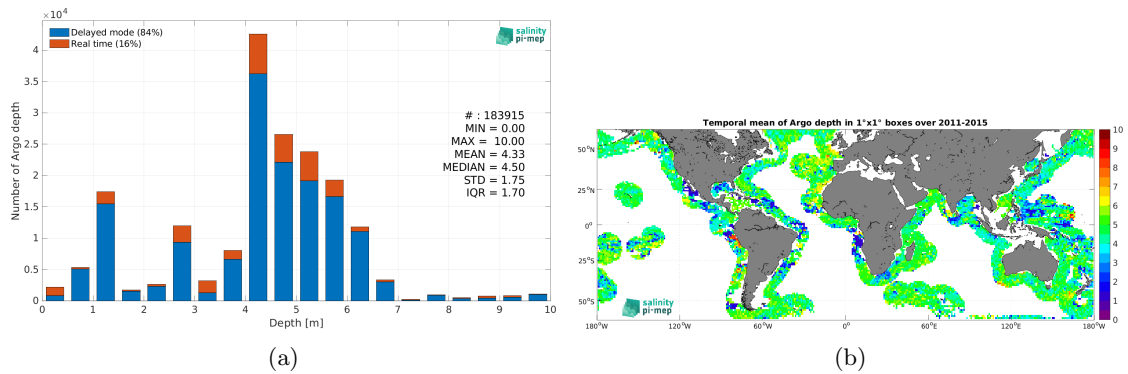 ×10⁴
Delayed mode (84%)
Real time (16%)
salinity
pi-mep
4
3.5
3
2.5
2
1.5
1
0.5
0
Number of Argo depth
# : 183915
MIN = 0.00
MAX = 10.00
MEAN = 4.33
MEDIAN = 4.50
STD = 1.75
IQR = 1.70
0 1 2 3 4 5 6 7 8 9 10
Depth [m]
(a)
Temporal mean of Argo depth in 1°x1° boxes over 2011-2015
50°N
25°N
0°
25°S
50°S
180°W 120°W 60°W 0° 60°E 120°E 180°W
salinity
pi-mep
10
9
8
7
6
5
4
3
2
1
0
(b)